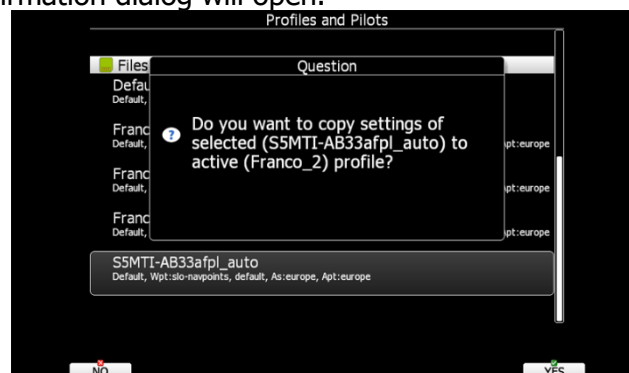 irmation dialog will open:
Profiles and Pilots
Files
Question
Defau
Default,
Do you want to copy settings of
selected (S5MTI-AB33afpl_auto) to
active (Franco_2) profile?
Franc
Default,
pt:europe
Franc
Default,
pt:europe
Franc
Default,
pt:europe
S5MTI-AB33afpl_auto
Default, Wpt:slo-navpoints, default, As:europe, Apt:europe
NO
YES